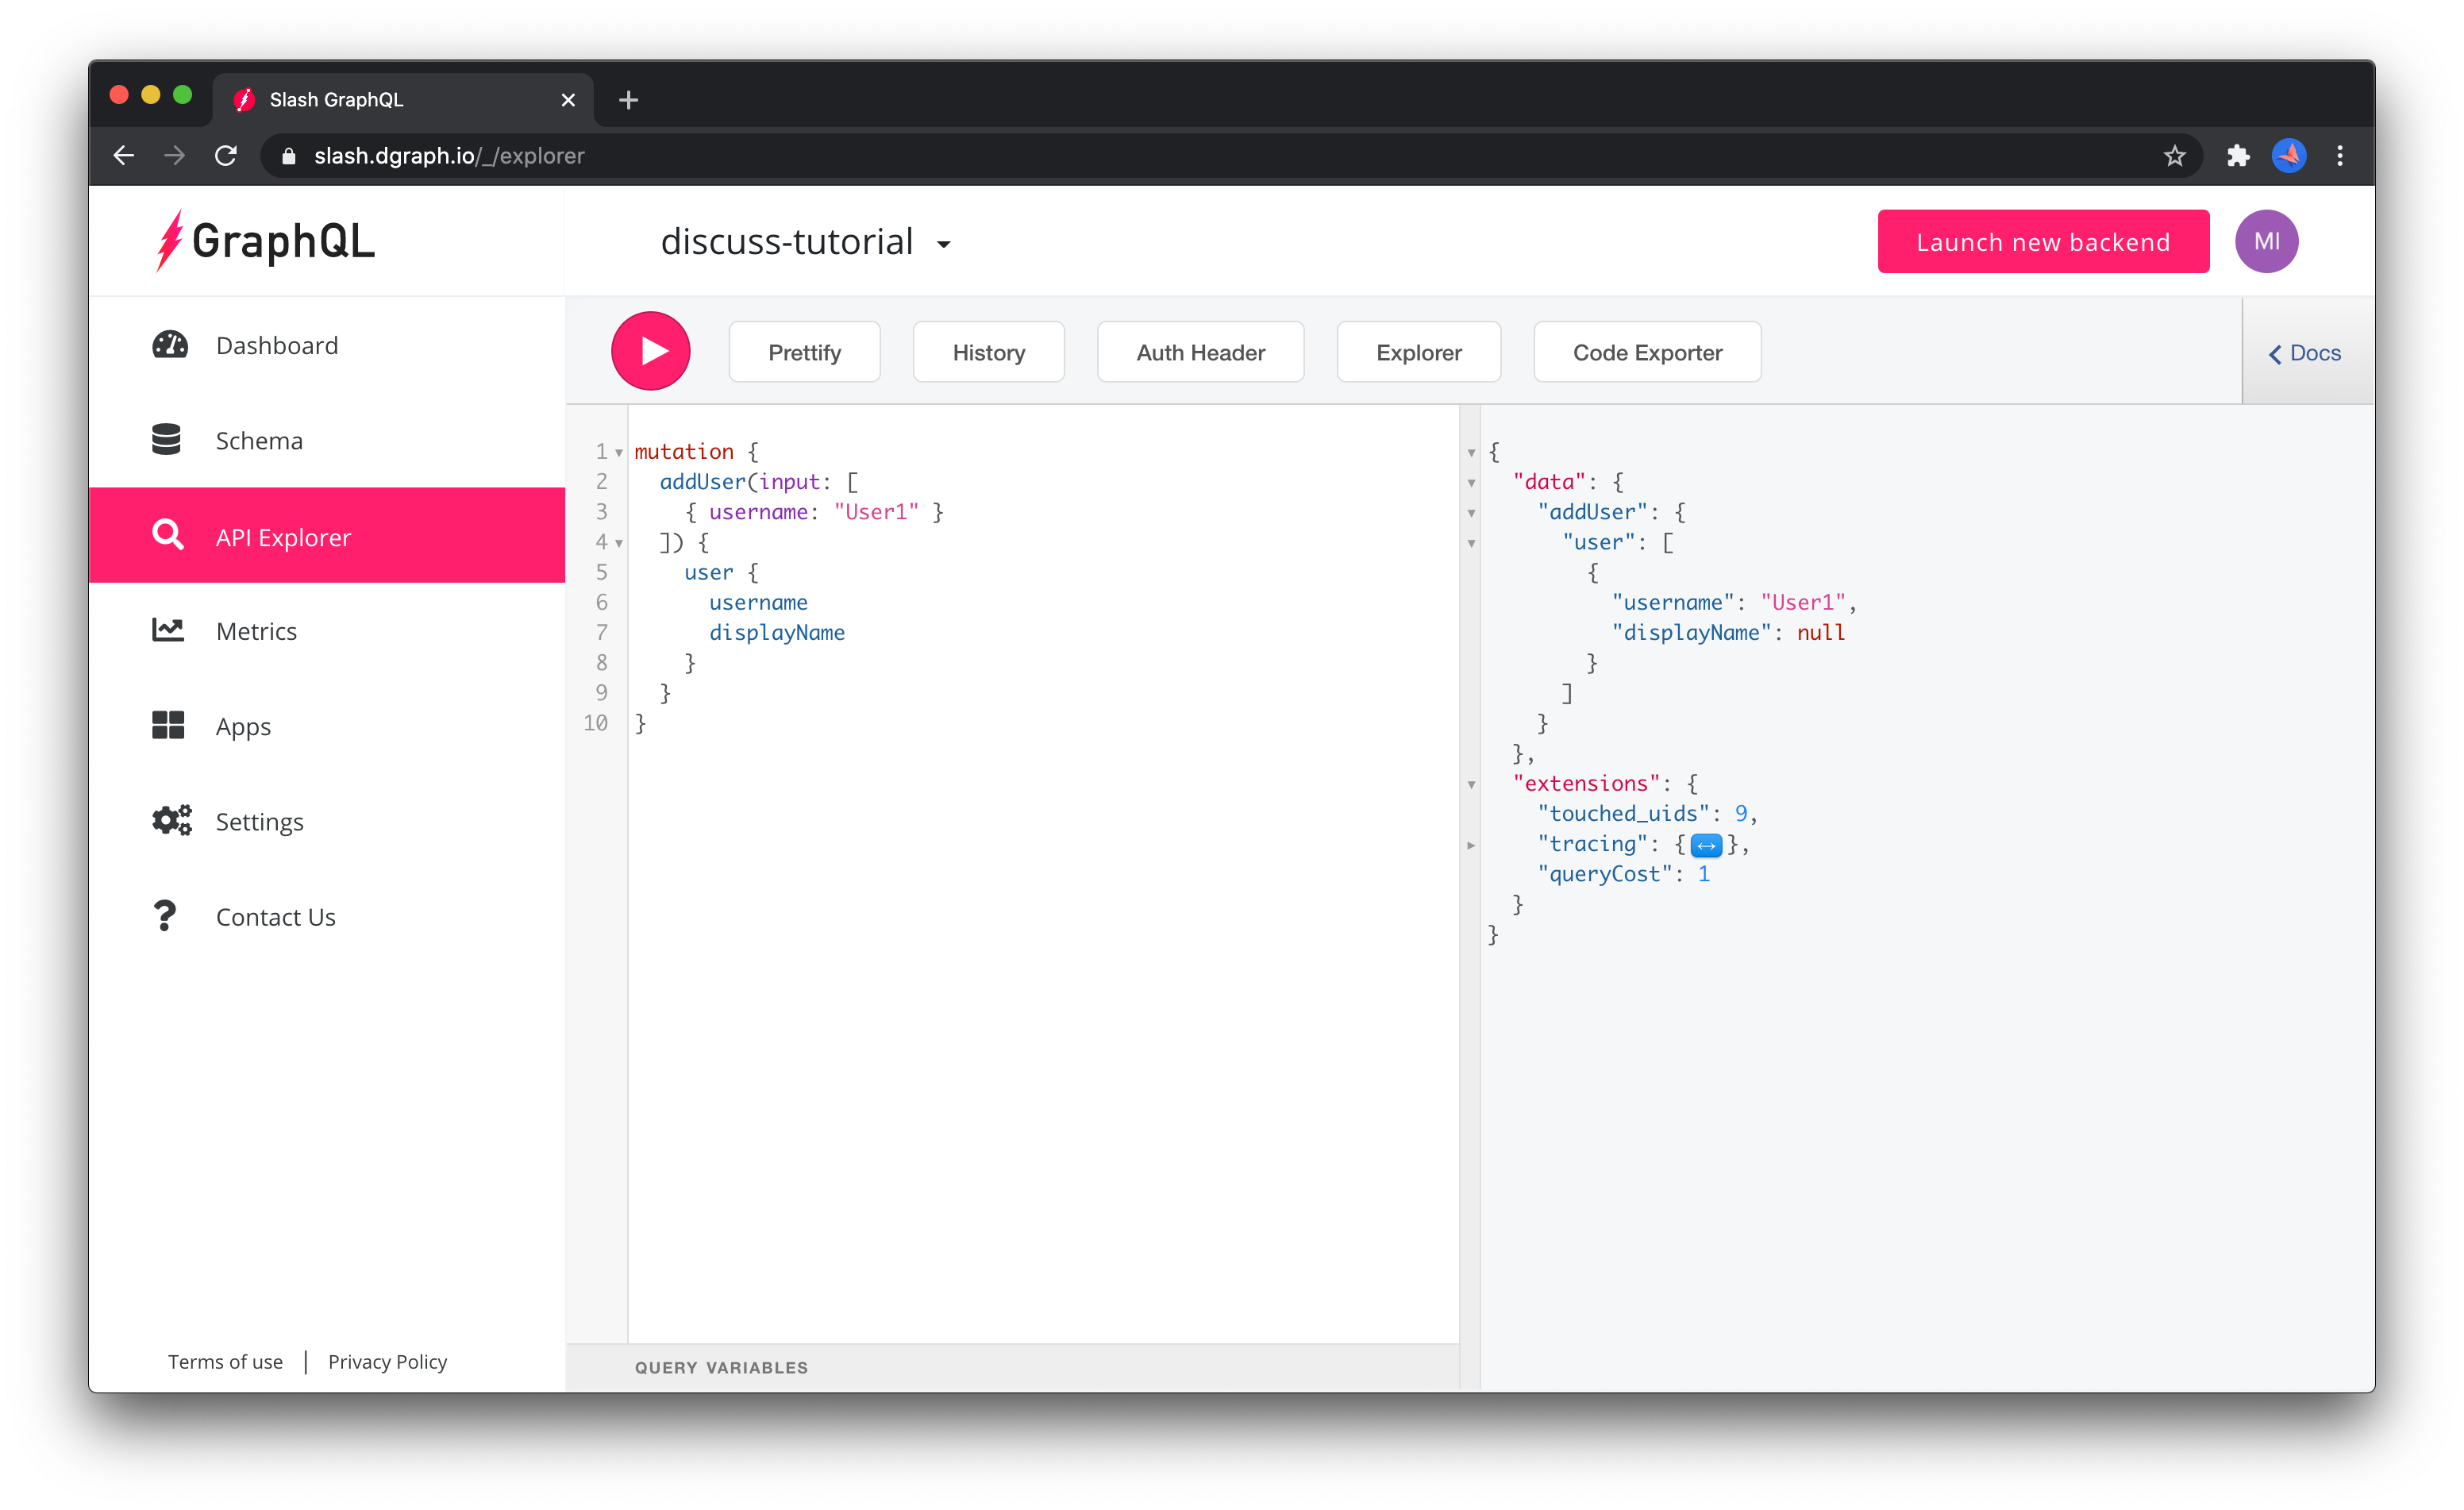 Slash GraphQL
slash.dgraph.io/_/explorer
GraphQL
discuss-tutorial
Launch new backend
MI
Dashboard
Schema
API Explorer
Metrics
Apps
Settings
Contact Us
Terms of use | Privacy Policy
Prettify
History
Auth Header
Explorer
Code Exporter
Docs
1 mutation {
2   addUser(input: [
3     { username: "User1" }
4   ]) {
5     user {
6       username
7       displayName
8     }
9   }
10 }
QUERY VARIABLES
{
  "data": {
    "addUser": {
      "user": [
        {
          "username": "User1",
          "displayName": null
        }
      ]
    }
  },
  "extensions": {
    "touched_uids": 9,
    "tracing": {↔},
    "queryCost": 1
  }
}